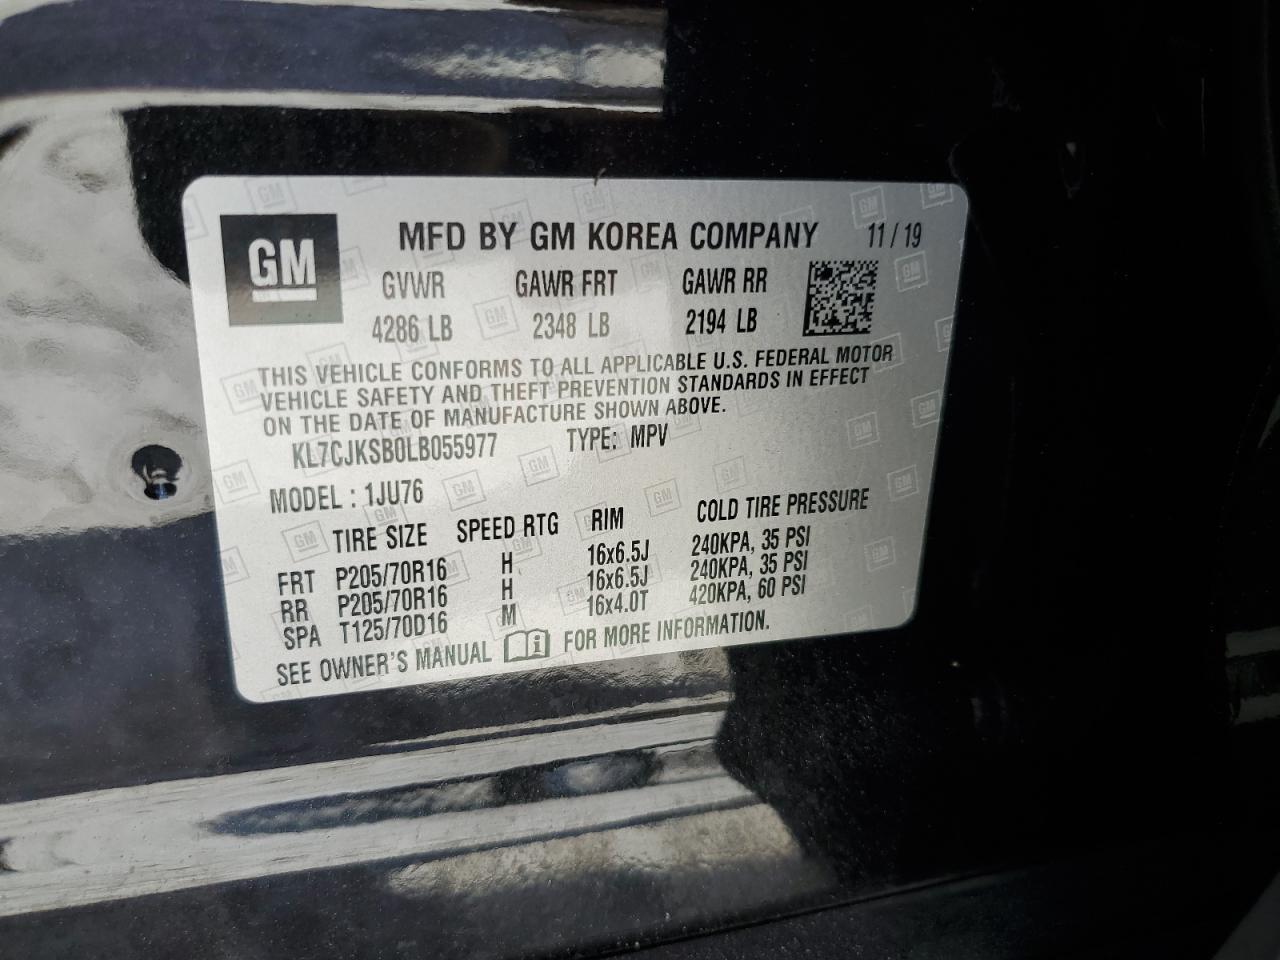 GM
MFD BY GM KOREA COMPANY 11 / 19
GVWR GAWR FRT GAWR RR
4286 LB 2348 LB 2194 LB
THIS VEHICLE CONFORMS TO ALL APPLICABLE U.S. FEDERAL MOTOR
VEHICLE SAFETY AND THEFT PREVENTION STANDARDS IN EFFECT
ON THE DATE OF MANUFACTURE SHOWN ABOVE.
KL7CJKSB0LB055977 TYPE: MPV
MODEL : 1JU76
TIRE SIZE SPEED RTG RIM COLD TIRE PRESSURE
FRT P205/70R16 H 16x6.5J 240KPA, 35 PSI
RR P205/70R16 H 16x6.5J 240KPA, 35 PSI
SPA T125/70D16 M 16x4.0T 420KPA, 60 PSI
SEE OWNER'S MANUAL i FOR MORE INFORMATION.